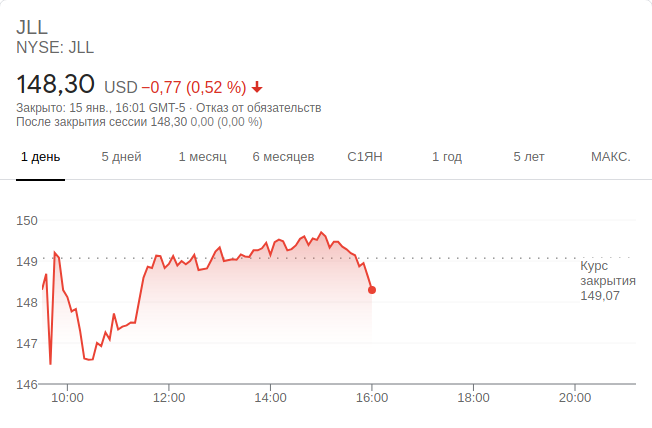 JLL
NYSE: JLL
148,30 USD −0,77 (0,52 %)
Закрыто: 15 янв., 16:01 GMT-5 · Отказ от обязательств
После закрытия сессии 148,30 0,00 (0,00 %)
1 день 5 дней 1 месяц 6 месяцев С1ЯН 1 год 5 лет МАКС.
150
149
148
147
146
Курс
закрытия
149,07
10:00 12:00 14:00 16:00 18:00 20:00